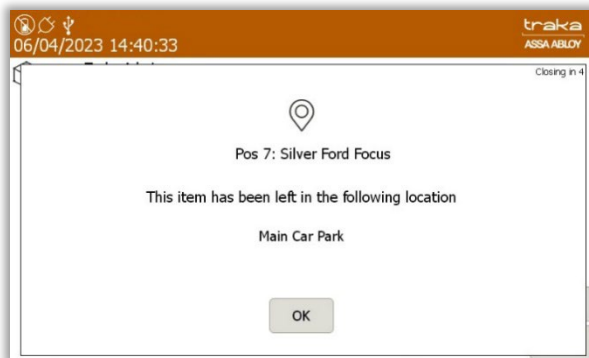 traka
06/04/2023 14:40:33
ASSA ABLOY
Closing in 4
Pos 7: Silver Ford Focus
This item has been left in the following location
Main Car Park
OK